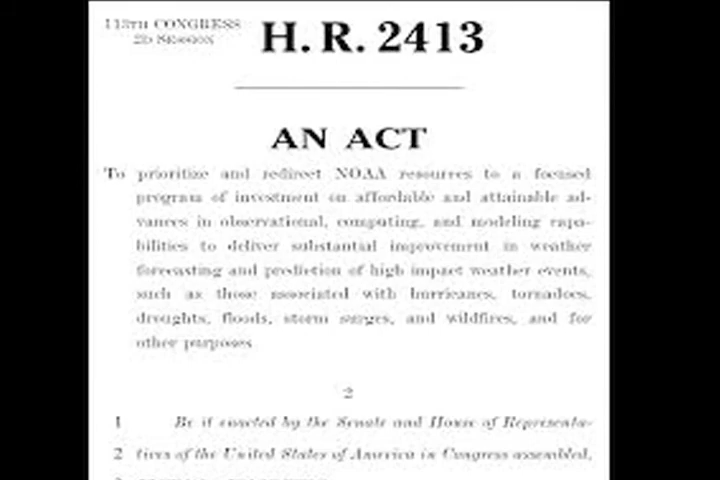 113TH CONGRESS
2D SESSION
H. R. 2413
AN ACT
To prioritize and redirect NOAA resources to a focused
program of investment on affordable and attainable ad-
vances in observational, computing, and modeling capa-
bilities to deliver substantial improvement in weather
forecasting and prediction of high impact weather events,
such as those associated with hurricanes, tornadoes,
droughts, floods, storm surges, and wildfires, and for
other purposes.
2
1 Be it enacted by the Senate and House of Representa-
2 tives of the United States of America in Congress assembled,